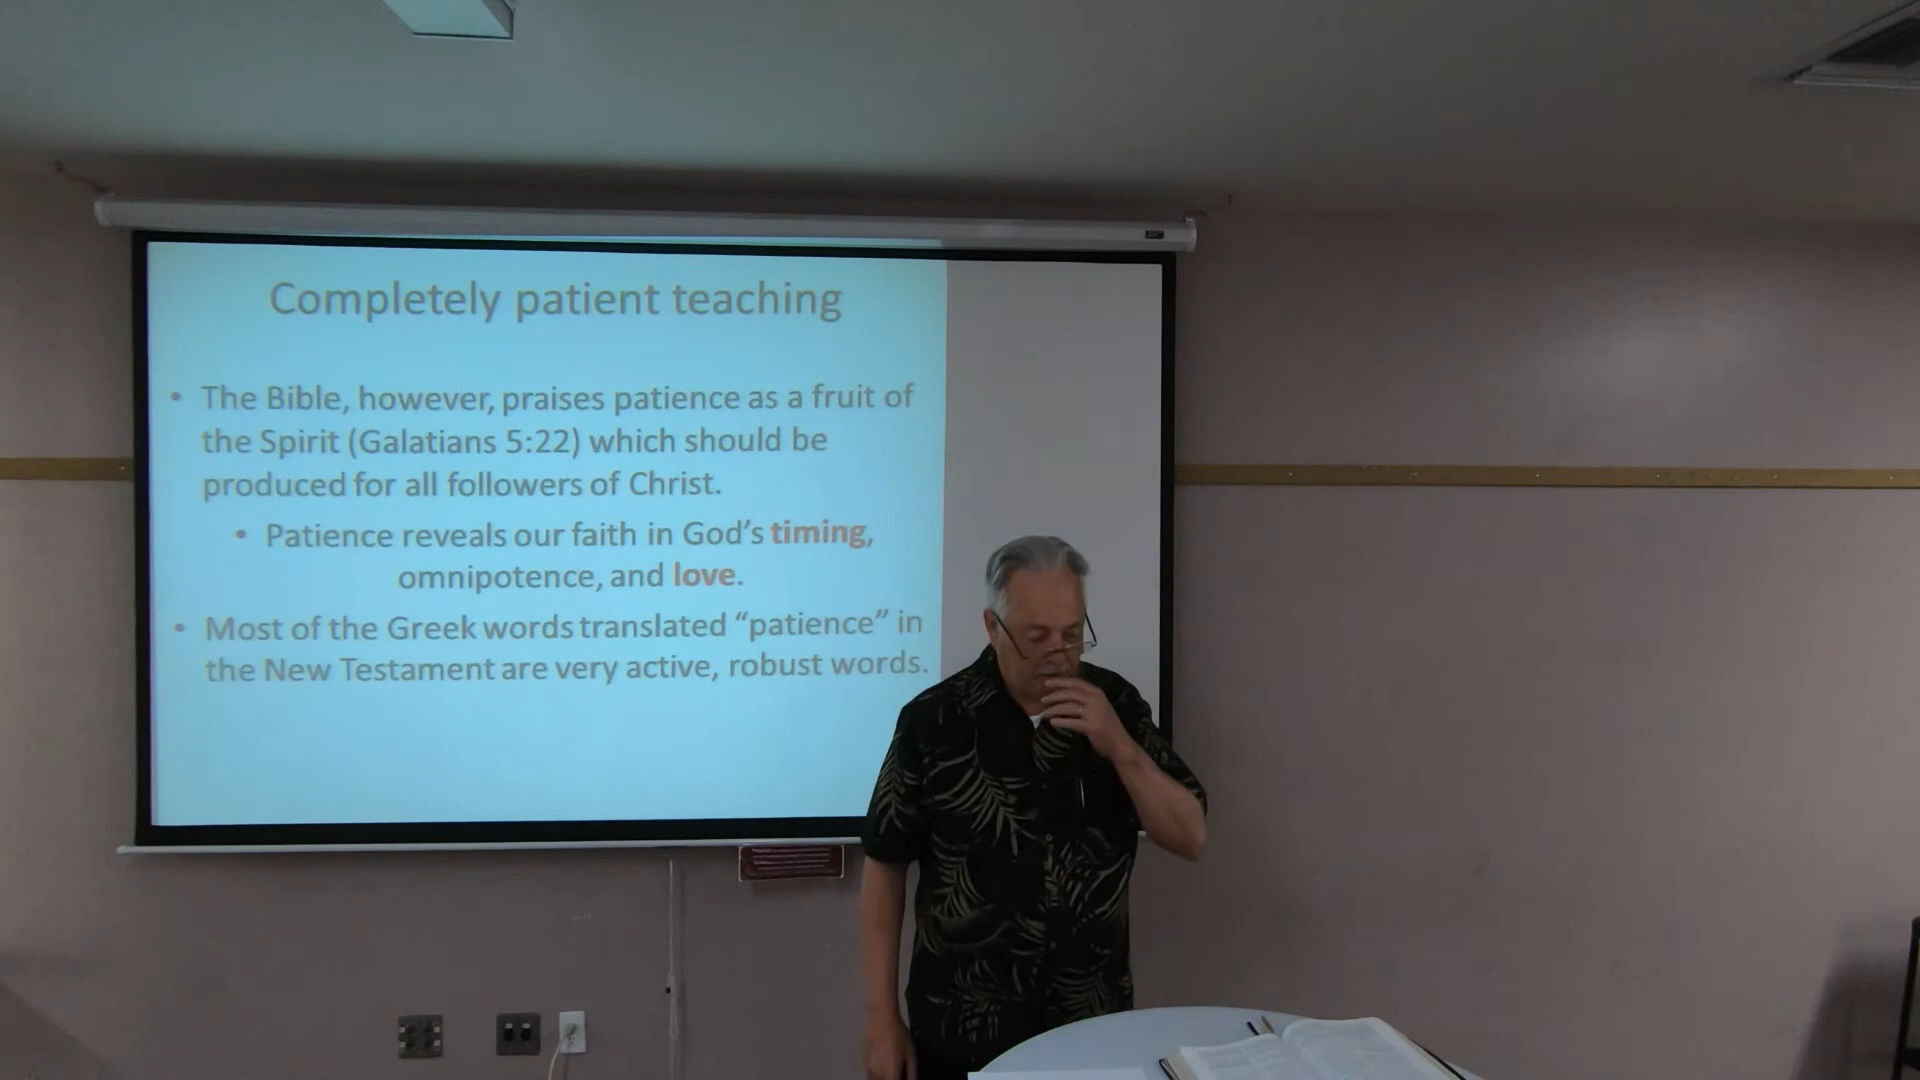 Completely patient teaching
• The Bible, however, praises patience as a fruit of
the Spirit (Galatians 5:22) which should be
produced for all followers of Christ.
• Patience reveals our faith in God's timing,
omnipotence, and love.
• Most of the Greek words translated “patience” in
the New Testament are very active, robust words.